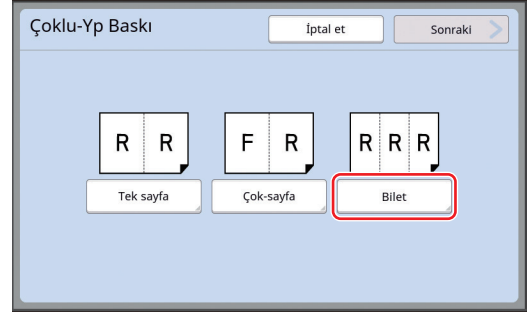 Çoklu-Yp Baskı
İptal et
Sonraki
R R
F R
R R R
Tek sayfa
Çok-sayfa
Bilet